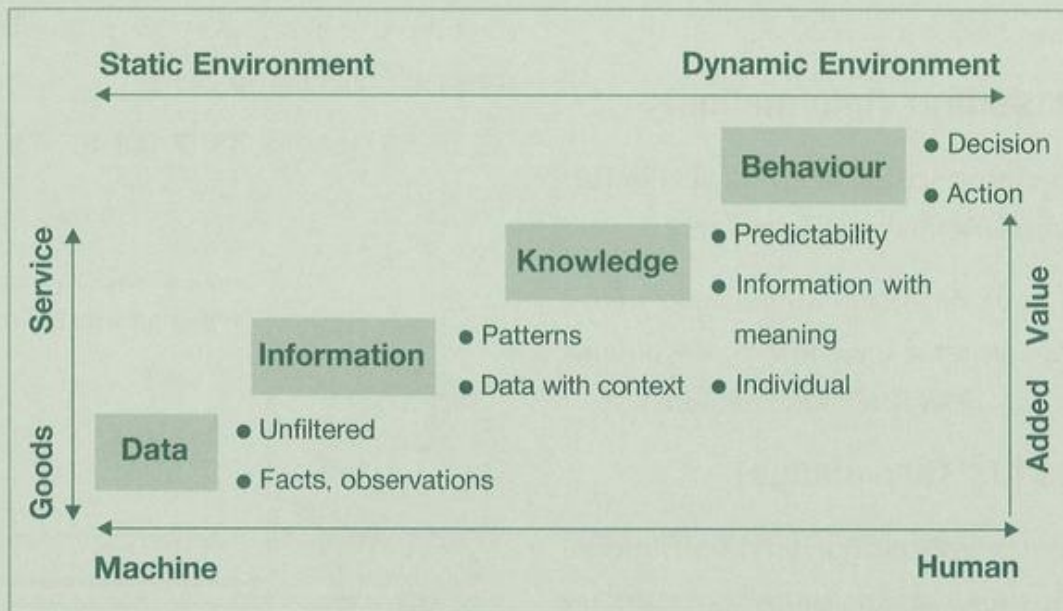 Static Environment
Dynamic Environment
Behaviour
● Decision
● Action
Service
Knowledge
● Predictability
● Information with
meaning
● Individual
Added Value
Information
● Patterns
● Data with context
Goods
Data
● Unfiltered
● Facts, observations
Machine
Human